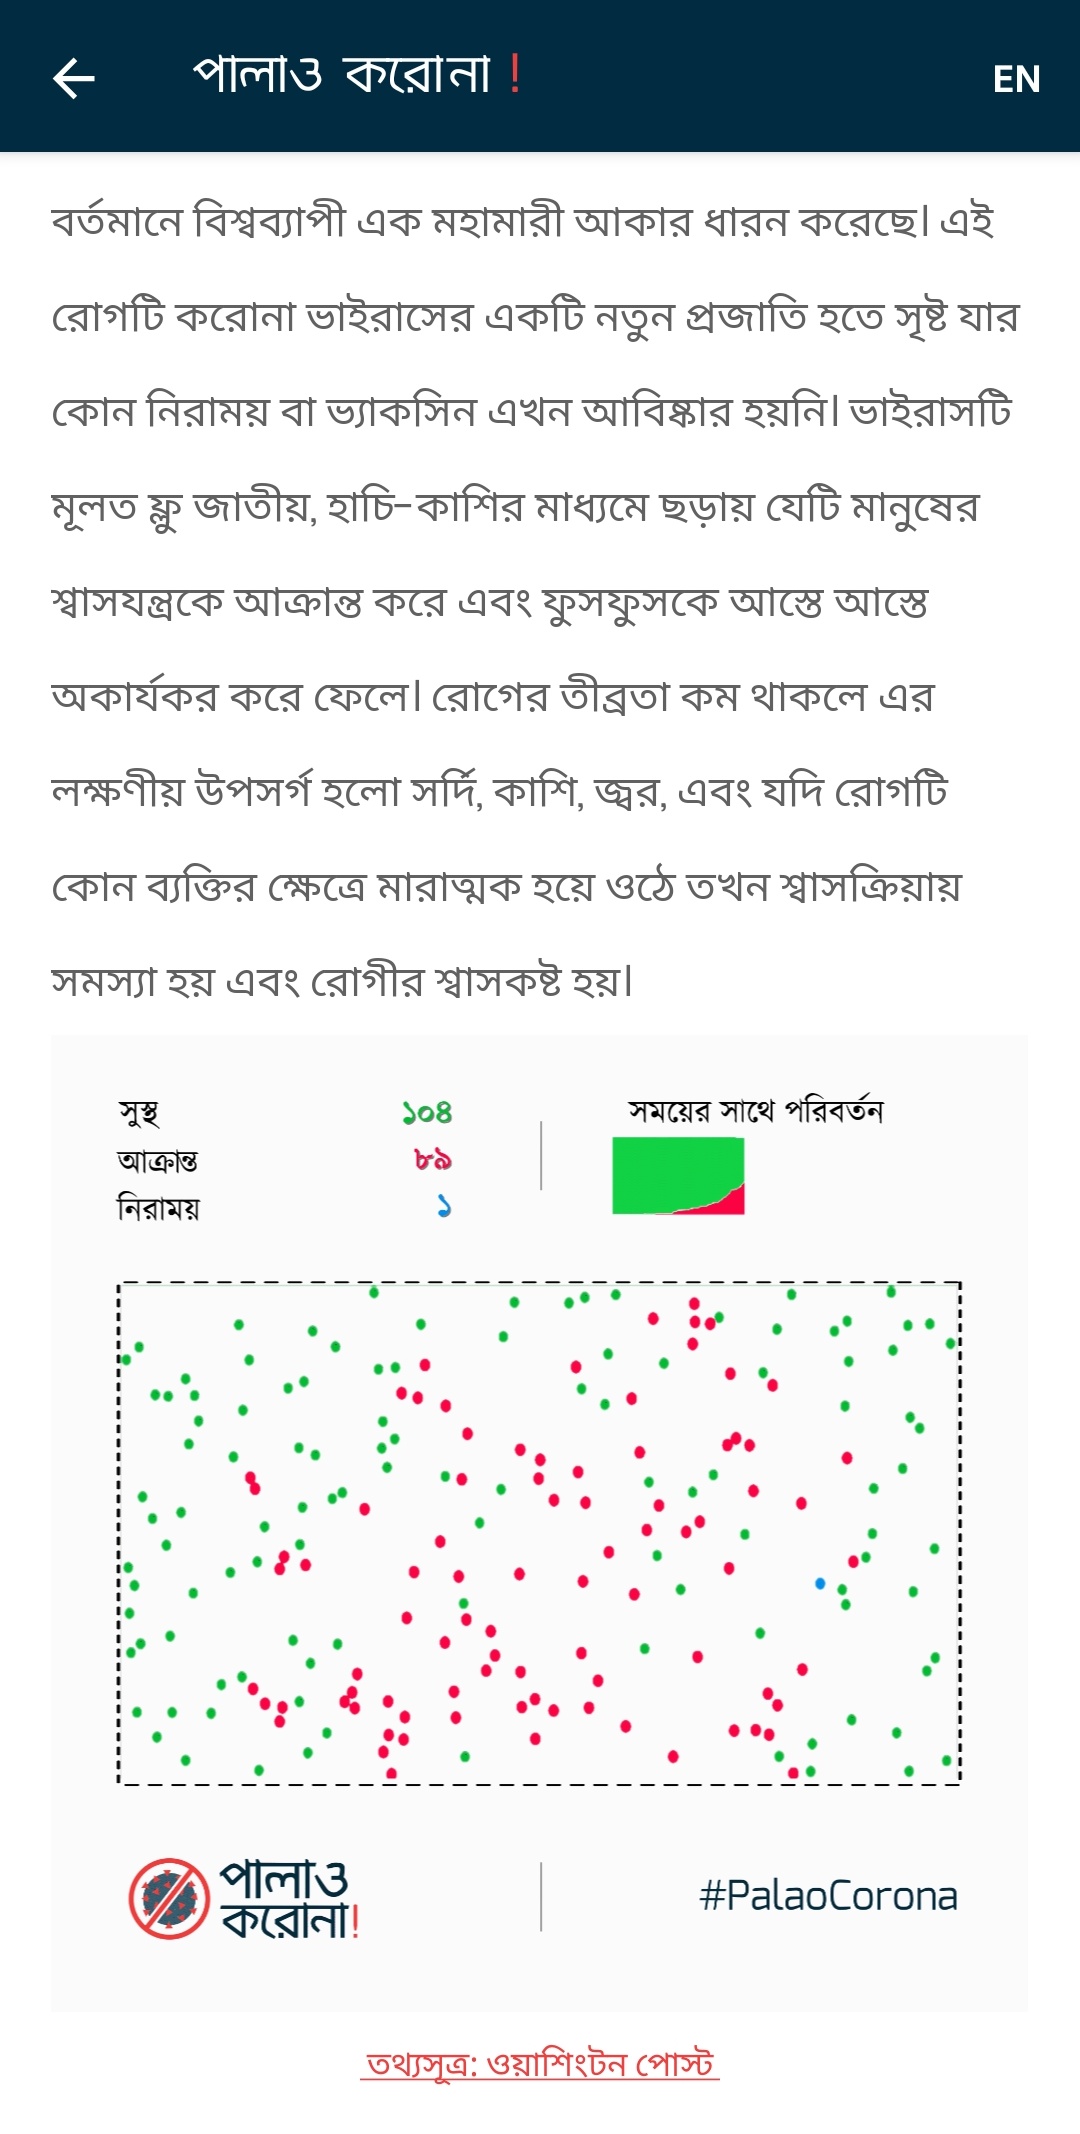 পালাও করোনা !
EN
বর্তমানে বিশ্বব্যাপী এক মহামারী আকার ধারন করেছে। এই
রোগটি করোনা ভাইরাসের একটি নতুন প্রজাতি হতে সৃষ্ট যার
কোন নিরাময় বা ভ্যাকসিন এখন আবিষ্কার হয়নি। ভাইরাসটি
মূলত ফ্লু জাতীয়, হাচি-কাশির মাধ্যমে ছড়ায় যেটি মানুষের
শ্বাসযন্ত্রকে আক্রান্ত করে এবং ফুসফুসকে আস্তে আস্তে
অকার্যকর করে ফেলে। রোগের তীব্রতা কম থাকলে এর
লক্ষণীয় উপসর্গ হলো সর্দি, কাশি, জ্বর, এবং যদি রোগটি
কোন ব্যক্তির ক্ষেত্রে মারাত্মক হয়ে ওঠে তখন শ্বাসক্রিয়ায়
সমস্যা হয় এবং রোগীর শ্বাসকষ্ট হয়।
সুস্থ ১০৪
আক্রান্ত ৮৯
নিরাময় ১
সময়ের সাথে পরিবর্তন
পালাও
করোনা!
#PalaoCorona
তথ্যসূত্র: ওয়াশিংটন পোস্ট